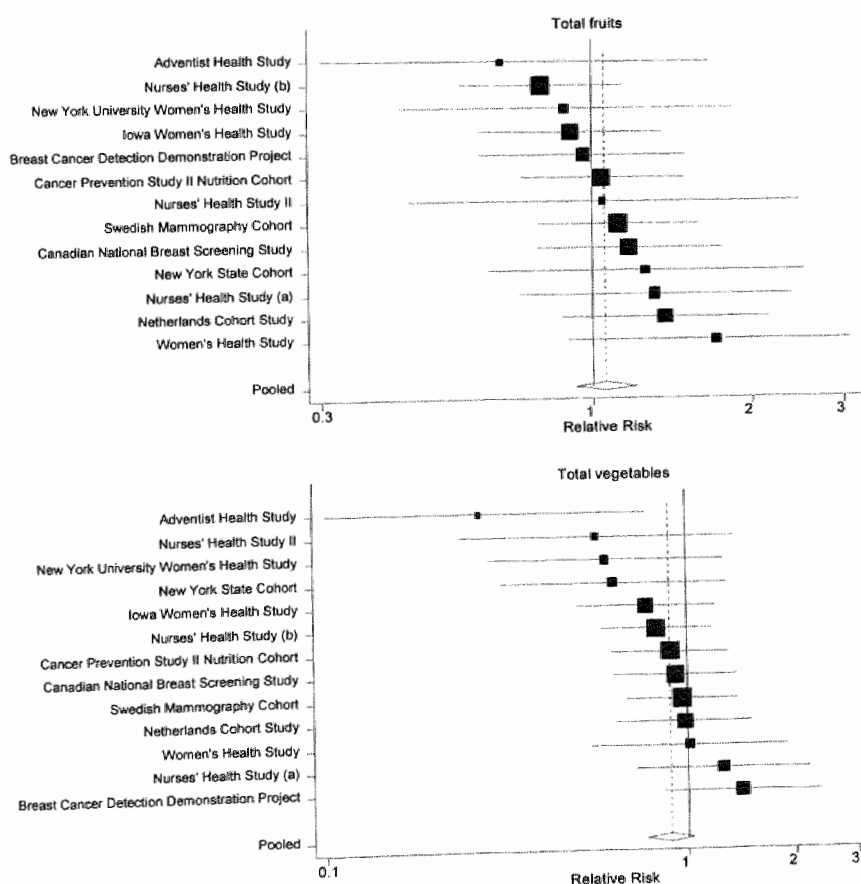 Total fruits
Adventist Health Study
Nurses' Health Study (b)
New York University Women's Health Study
Iowa Women's Health Study
Breast Cancer Detection Demonstration Project
Cancer Prevention Study II Nutrition Cohort
Nurses' Health Study II
Swedish Mammography Cohort
Canadian National Breast Screening Study
New York State Cohort
Nurses' Health Study (a)
Netherlands Cohort Study
Women's Health Study
Pooled
0.3 1 2 3
Relative Risk
Total vegetables
Adventist Health Study
Nurses' Health Study II
New York University Women's Health Study
New York State Cohort
Iowa Women's Health Study
Nurses' Health Study (b)
Cancer Prevention Study II Nutrition Cohort
Canadian National Breast Screening Study
Swedish Mammography Cohort
Netherlands Cohort Study
Women's Health Study
Nurses' Health Study (a)
Breast Cancer Detection Demonstration Project
Pooled
0.1 1 2 3
Relative Risk